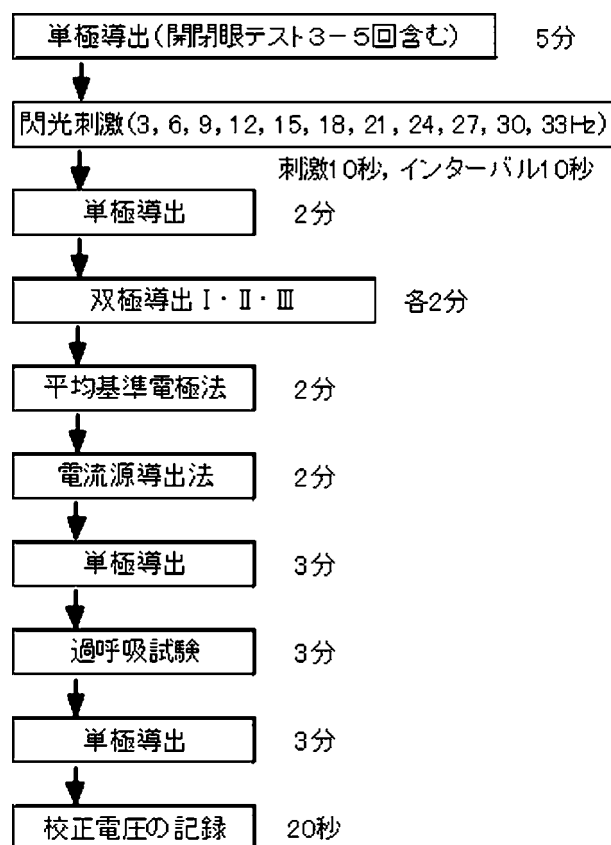 単極導出(開閉眼テスト3-5回含む) 5分
閃光刺激(3, 6, 9, 12, 15, 18, 21, 24, 27, 30, 33Hz)
刺激10秒, インターバル10秒
単極導出 2分
双極導出Ⅰ・Ⅱ・Ⅲ 各2分
平均基準電極法 2分
電流源導出法 2分
単極導出 3分
過呼吸試験 3分
単極導出 3分
校正電圧の記録 20秒